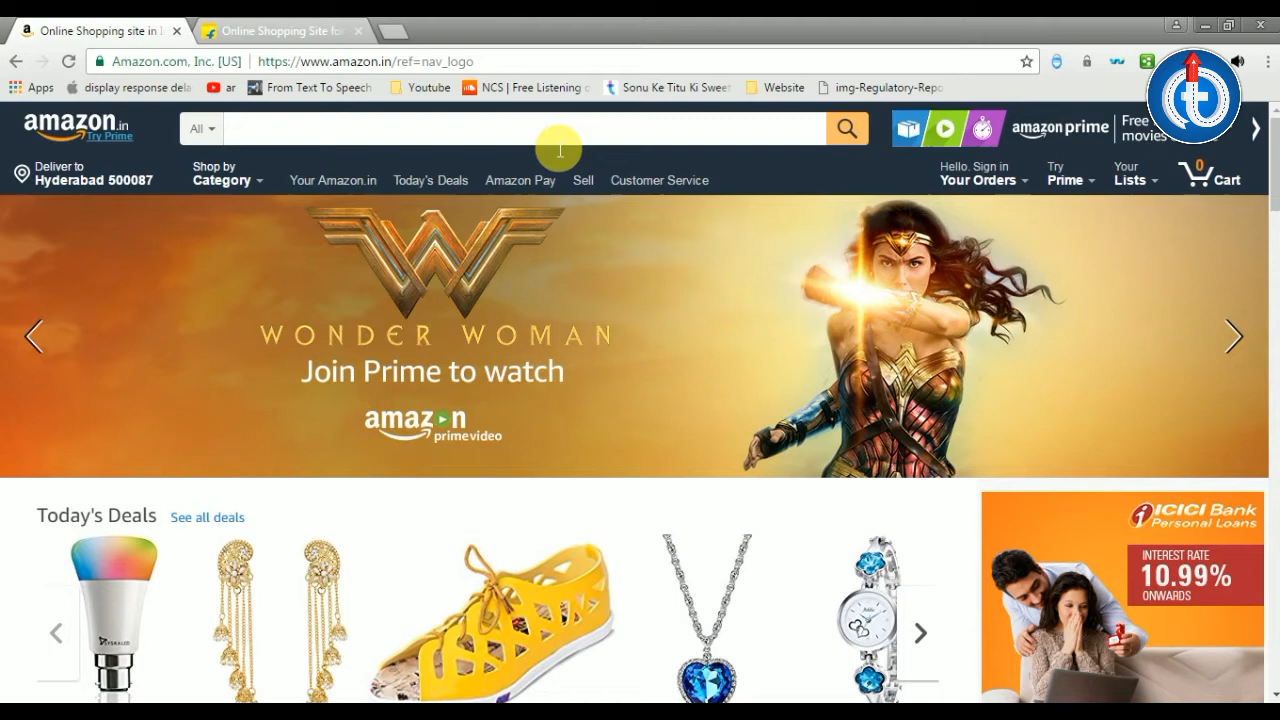 Online Shopping site in I
Online Shopping Site for
Amazon.com, Inc. [US] https://www.amazon.in/ref=nav_logo
Apps display response dela ar From Text To Speech Youtube NCS | Free Listening o Sonu Ke Titu Ki Sweet Website img-Regulatory-Repo
amazon.in
Try Prime
All
amazon prime
Free
movies
Deliver to
Hyderabad 500087
Shop by
Category
Your Amazon.in Today's Deals Amazon Pay Sell Customer Service
Hello. Sign in
Your Orders
Try
Prime
Your
Lists
0
Cart
WONDER WOMAN
Join Prime to watch
amazon
primevideo
Today's Deals See all deals
ICICI Bank
Personal Loans
INTEREST RATE
10.99%
ONWARDS